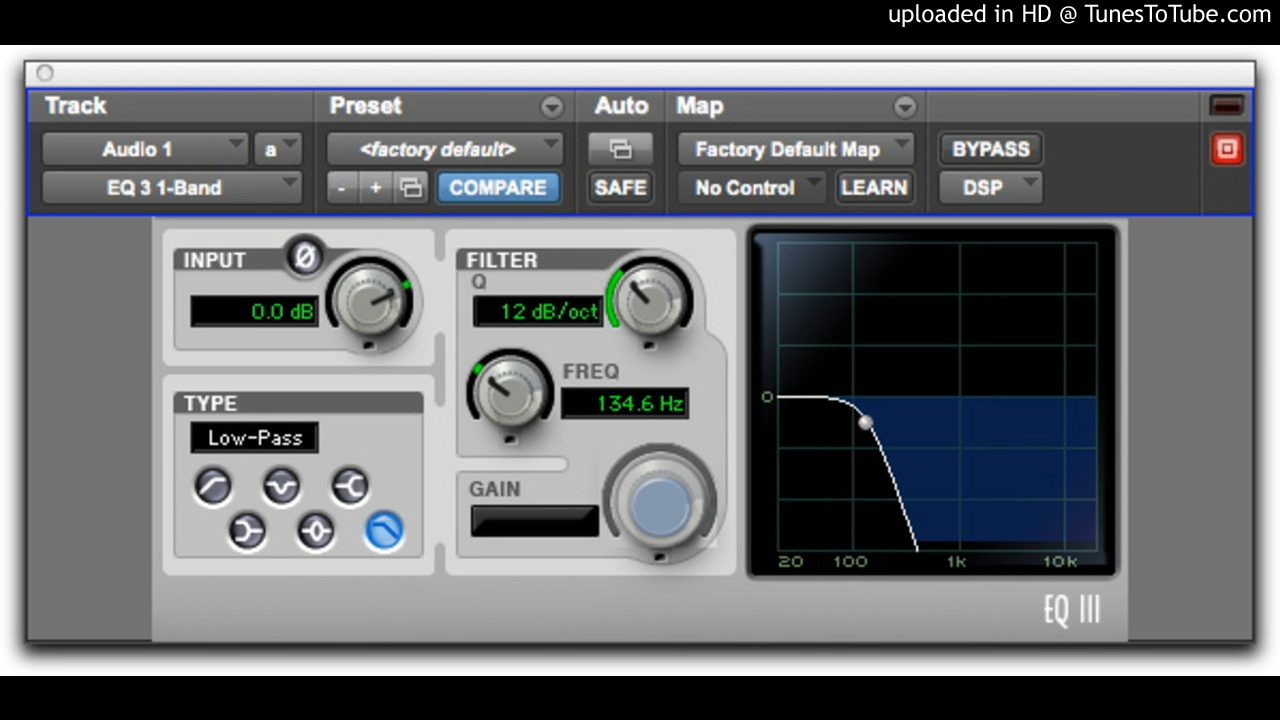 uploaded in HD @ TunesToTube.com
Track Preset Auto Map
Audio 1 a <factory default> Factory Default Map BYPASS
EQ 3 1-Band - + COMPARE SAFE No Control LEARN DSP
INPUT
0.0 dB
TYPE
Low-Pass
FILTER
Q
12 dB/oct
FREQ
134.6 Hz
GAIN
0
20 100 1k 10k
EQ III